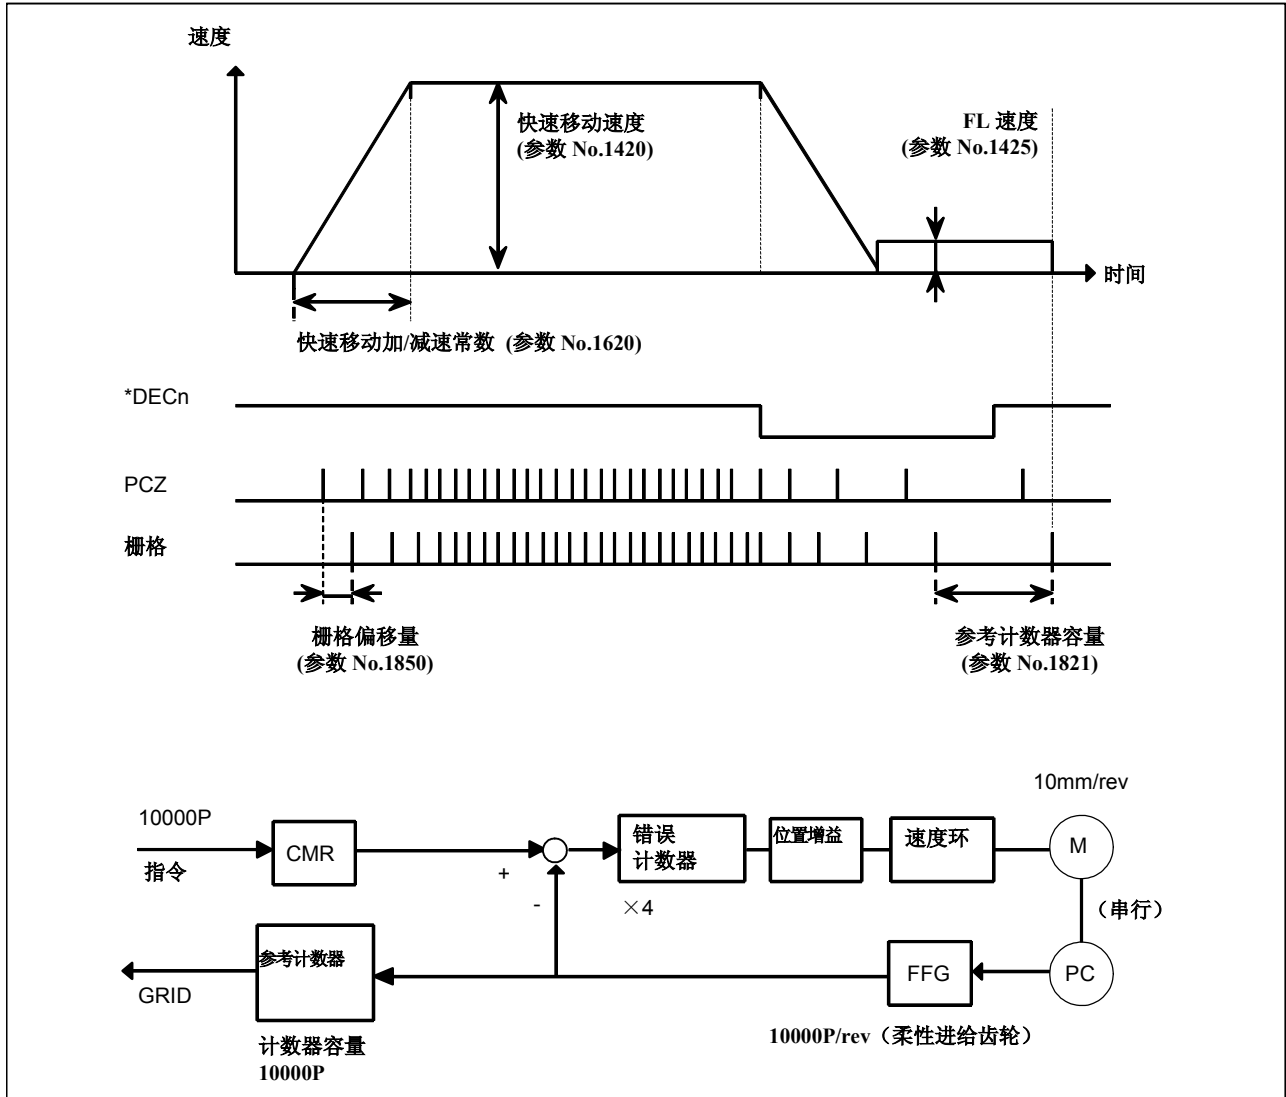 速度
快速移动速度
(参数 No.1420)
FL 速度
(参数 No.1425)
时间
快速移动加/减速常数 (参数 No.1620)
*DECn
PCZ
栅格
栅格偏移量
(参数 No.1850)
参考计数器容量
(参数 No.1821)
10mm/rev
10000P
指令
CMR
+
-
错误
计数器
×4
位置增益
速度环
M
（串行）
参考计数器
GRID
FFG
PC
10000P/rev（柔性进给齿轮）
计数器容量
10000P